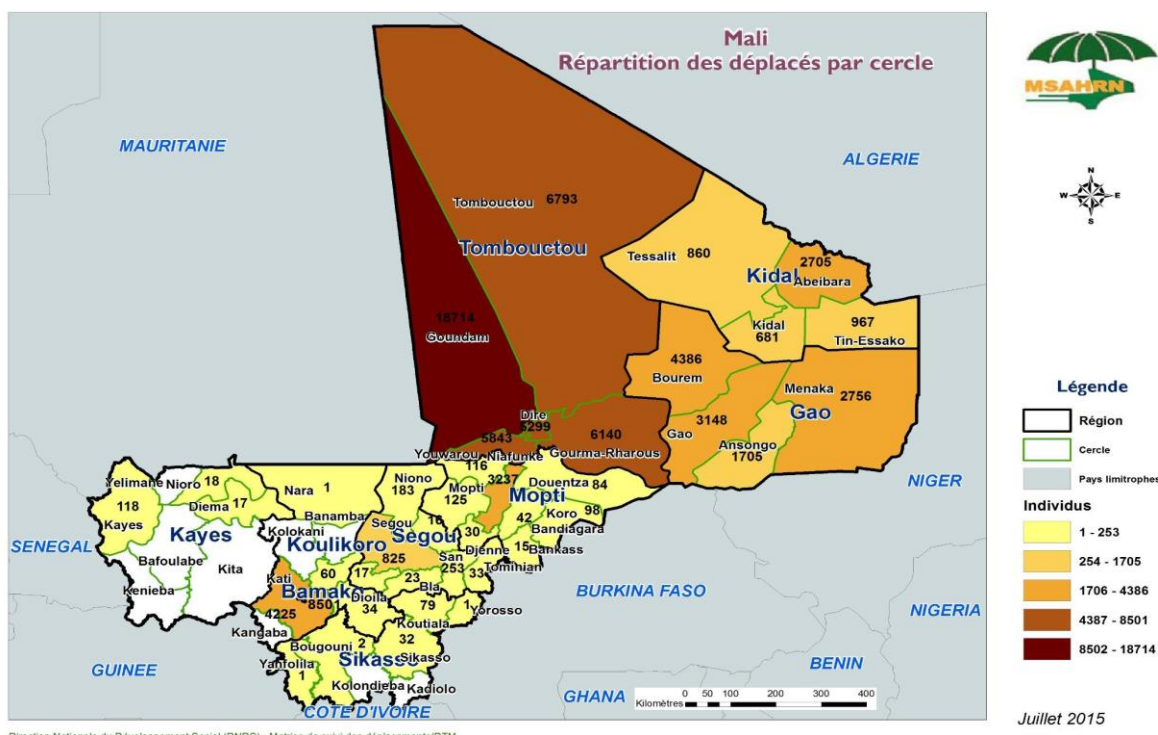 Mali
Répartition des déplacés par cercle
MSAHRN
N
W
E
S
MAURITANIE
ALGERIE
Tombouctou
6793
Tombouctou
Tessalit
860
2705
Abeibara
Kidal
Kidal
681
967
Tin-Essako
18714
Goundam
4386
Bourem
Menaka
2756
Gao
3148
Gao
Ansongo
1705
Dire
5299
5843
Niafunke
6140
Gourma-Rharous
Youwarou
116
Yelimane
Nioro
18
Nara
1
Niono
183
Mopti
125
3237
Mopti
Douentza
84
NIGER
118
Kayes
Diema
17
Banamba
Segou
16
42
Koro
98
Bandiagara
Kayes
Kolokani
Koulikoro
Ségou
30
Djenne
15
Bankass
SENEGAL
Bafoulabe
Kita
825
San
253
Tominian
33
Kati
60
17
23
Bla
BURKINA FASO
Kenieba
Bamako
850
Dioila
34
79
Koutiala
1
Yorosso
NIGERIA
4225
Kangaba
Bougouni
2
32
Sikasso
Sikasso
GUINEE
Yanfolila
1
Kolondieba
Kadiolo
BENIN
GHANA
COTE D'IVOIRE
Kilomètres
0 50 100 200 300 400
Légende
Région
Cercle
Pays limitrophes
Individus
1 - 253
254 - 1705
1706 - 4386
4387 - 8501
8502 - 18714
Juillet 2015